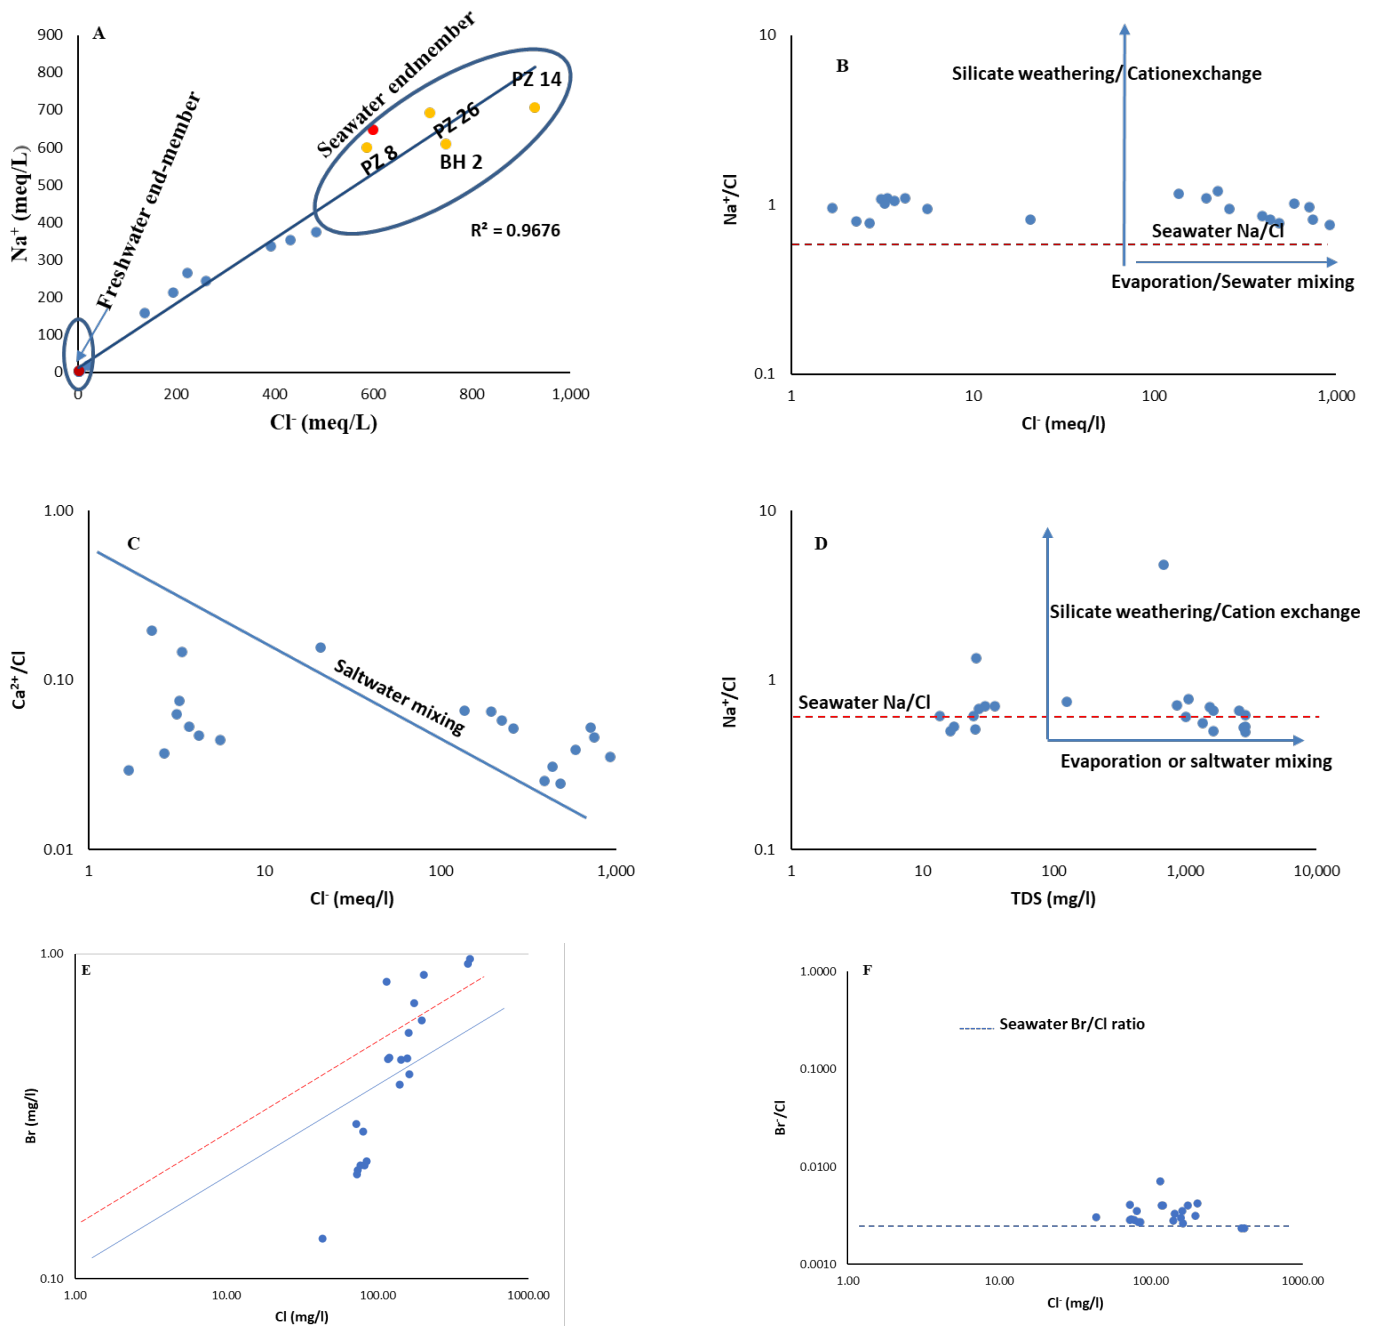 A
900
800
700
600
500
400
300
200
100
0
Na⁺ (meq/L)
0
200
400
600
800
1,000
Cl⁻ (meq/L)
Freshwater end-member
Seawater endmember
PZ 14
PZ 26
PZ 8
BH 2
R² = 0.9676
B
10
1
0.1
Na⁺/Cl
Silicate weathering/ Cationexchange
Seawater Na/Cl
Evaporation/Sewater mixing
1
10
100
1,000
Cl⁻ (meq/l)
C
1.00
0.10
0.01
Ca²⁺/Cl
Saltwater mixing
1
10
100
1,000
Cl⁻ (meq/l)
D
10
1
0.1
Na⁺/Cl
Silicate weathering/Cation exchange
Seawater Na/Cl
Evaporation or saltwater mixing
1
10
100
1,000
10,000
TDS (mg/l)
E
1.00
0.10
Br (mg/l)
1.00
10.00
100.00
1000.00
Cl (mg/l)
F
1.0000
0.1000
0.0100
0.0010
Br⁻/Cl
Seawater Br/Cl ratio
1.00
10.00
100.00
1000.00
Cl⁻ (mg/l)